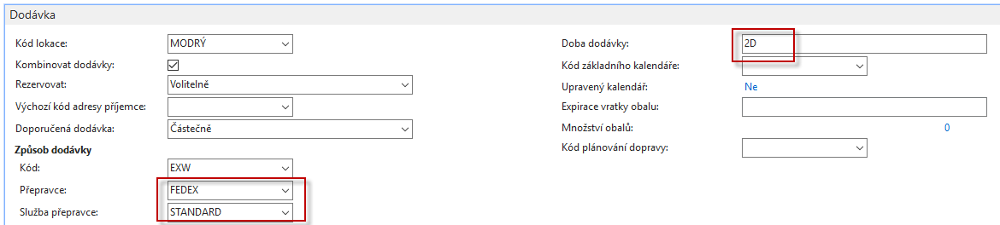 Dodávka
Kód lokace: MODRÝ
Kombinovat dodávky:
Rezervovat: Volitelně
Výchozí kód adresy příjemce:
Doporučená dodávka: Částečně
Způsob dodávky
Kód: EXW
Přepravce: FEDEX
Služba přepravce: STANDARD
Doba dodávky: 2D
Kód základního kalendáře:
Upravený kalendář: Ne
Expirace vratky obalu:
Množství obalů: 0
Kód plánování dopravy: